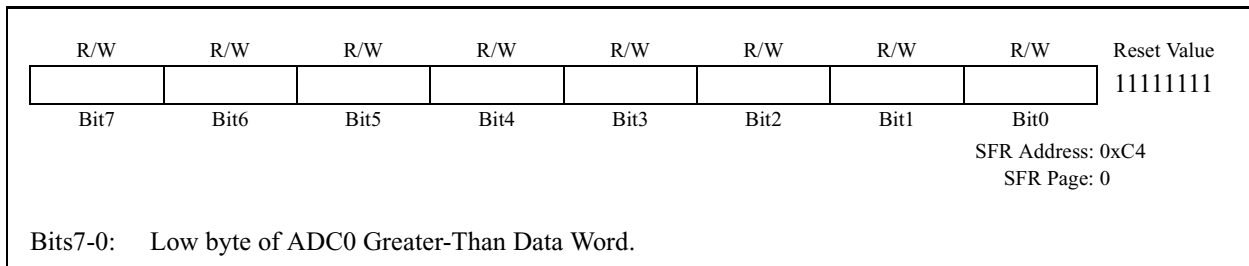 R/W R/W R/W R/W R/W R/W R/W R/W Reset Value
11111111
Bit7 Bit6 Bit5 Bit4 Bit3 Bit2 Bit1 Bit0
SFR Address: 0xC4
SFR Page: 0
Bits7-0: Low byte of ADC0 Greater-Than Data Word.